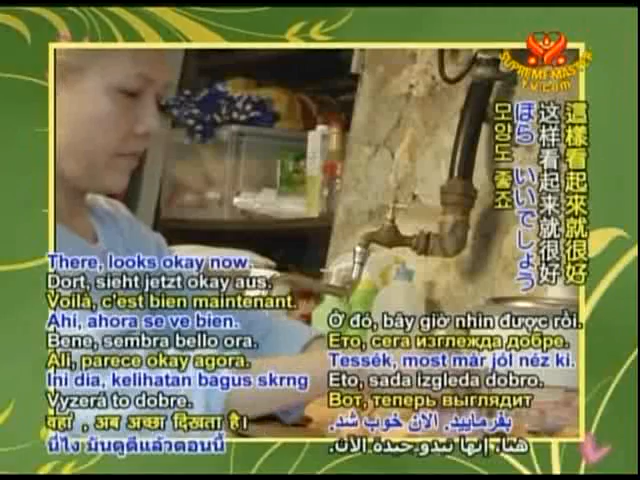 SUPREME MASTER
TV.COM
這樣看起來就很好
这样看起来就很好
ほら いいでしょう
모양도 좋죠
There, looks okay now.
Dort, sieht jetzt okay aus.
Voilà, c'est bien maintenant.
Ahí, ahora se ve bien.
Bene, sembra bello ora.
Ali, parece okay agora.
Ini dia, kelihatan bagus skrng
Vyzerá to dobre.
वहाँ, अब अच्छा दिखता है।
นี่ไง มันดูดีแล้วตอนนี้
Ở đó, bây giờ nhìn được rồi.
Ето, сега изглежда добре.
Tessék, most már jól néz ki.
Eto, sada izgleda dobro.
Вот, теперь выглядит
بفرمایید. الان خوب شد.
هنا. إنها تبدو جيدة الآن.